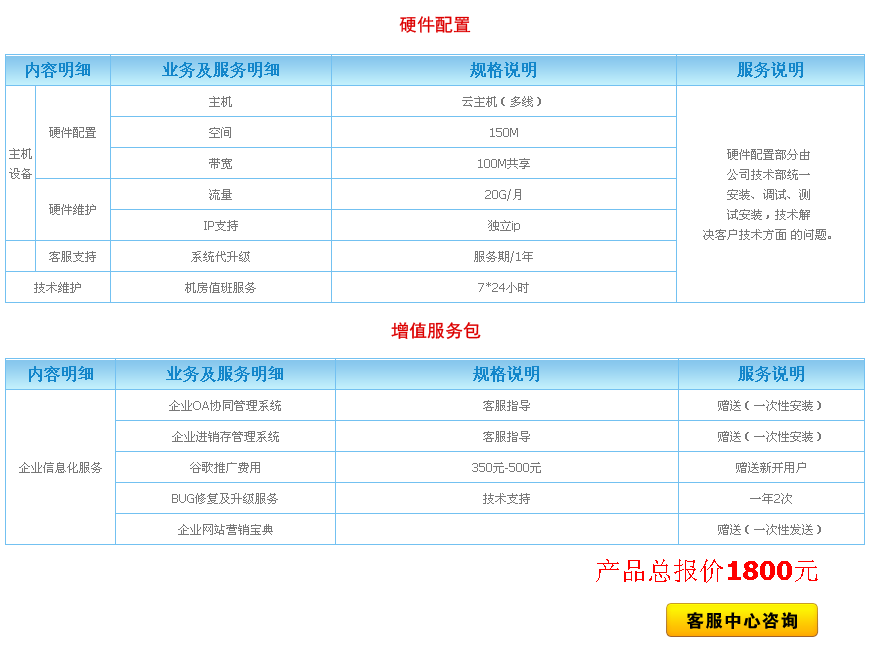 硬件配置
内容明细 业务及服务明细 规格说明 服务说明
主机设备 硬件配置 主机 云主机（多线）
空间 150M
带宽 100M共享
硬件维护 流量 20G/月
IP支持 独立ip
客服支持 系统代升级 服务期/1年
技术维护 机房值班服务 7*24小时
硬件配置部分由
公司技术部统一
安装、调试、测
试安装，技术解
决客户技术方面 的问题。
增值服务包
内容明细 业务及服务明细 规格说明 服务说明
企业信息化服务 企业OA协同管理系统 客服指导 赠送（一次性安装）
企业进销存管理系统 客服指导 赠送（一次性安装）
谷歌推广费用 350元-500元 赠送新开用户
BUG修复及升级服务 技术支持 一年2次
企业网站营销宝典 赠送（一次性发送）
产品总报价1800元
客服中心咨询